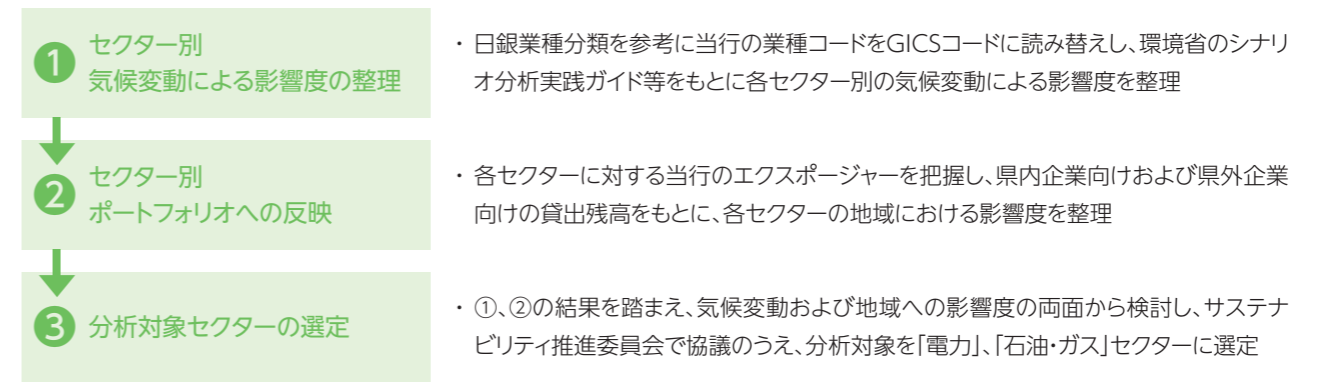 ① セクター別
気候変動による影響度の整理
・日銀業種分類を参考に当行の業種コードをGICSコードに読み替えし、環境省のシナリ
オ分析実践ガイド等をもとに各セクター別の気候変動による影響度を整理
② セクター別
ポートフォリオへの反映
・各セクターに対する当行のエクスポージャーを把握し、県内企業向けおよび県外企業
向けの貸出残高をもとに、各セクターの地域における影響度を整理
③ 分析対象セクターの選定
・①、②の結果を踏まえ、気候変動および地域への影響度の両面から検討し、サステナ
ビリティ推進委員会で協議のうえ、分析対象を「電力」、「石油・ガス」セクターに選定